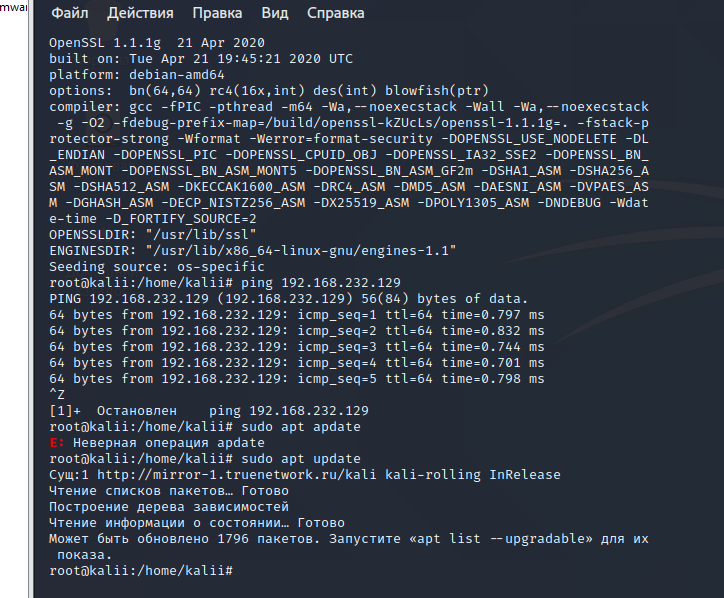 mwar
Файл Действия Правка Вид Справка
OpenSSL 1.1.1g  21 Apr 2020
built on: Tue Apr 21 19:45:21 2020 UTC
platform: debian-amd64
options:  bn(64,64) rc4(16x,int) des(int) blowfish(ptr)
compiler: gcc -fPIC -pthread -m64 -Wa,--noexecstack -Wall -Wa,--noexecstack
 -g -O2 -fdebug-prefix-map=/build/openssl-kZUcLs/openssl-1.1.1g=. -fstack-p
rotector-strong -Wformat -Werror=format-security -DOPENSSL_USE_NODELETE -DL
_ENDIAN -DOPENSSL_PIC -DOPENSSL_CPUID_OBJ -DOPENSSL_IA32_SSE2 -DOPENSSL_BN_
ASM_MONT -DOPENSSL_BN_ASM_MONT5 -DOPENSSL_BN_ASM_GF2m -DSHA1_ASM -DSHA256_A
SM -DSHA512_ASM -DKECCAK1600_ASM -DRC4_ASM -DMD5_ASM -DAESNI_ASM -DVPAES_AS
M -DGHASH_ASM -DECP_NISTZ256_ASM -DX25519_ASM -DPOLY1305_ASM -DNDEBUG -Wdat
e-time -D_FORTIFY_SOURCE=2
OPENSSLDIR: "/usr/lib/ssl"
ENGINESDIR: "/usr/lib/x86_64-linux-gnu/engines-1.1"
Seeding source: os-specific
root@kalii:/home/kalii# ping 192.168.232.129
PING 192.168.232.129 (192.168.232.129) 56(84) bytes of data.
64 bytes from 192.168.232.129: icmp_seq=1 ttl=64 time=0.797 ms
64 bytes from 192.168.232.129: icmp_seq=2 ttl=64 time=0.832 ms
64 bytes from 192.168.232.129: icmp_seq=3 ttl=64 time=0.744 ms
64 bytes from 192.168.232.129: icmp_seq=4 ttl=64 time=0.701 ms
64 bytes from 192.168.232.129: icmp_seq=5 ttl=64 time=0.798 ms
^Z
[1]+  Остановлен    ping 192.168.232.129
root@kalii:/home/kalii# sudo apt apdate
E: Неверная операция apdate
root@kalii:/home/kalii# sudo apt update
Сущ:1 http://mirror-1.truenetwork.ru/kali kali-rolling InRelease
Чтение списков пакетов… Готово
Построение дерева зависимостей
Чтение информации о состоянии… Готово
Может быть обновлено 1796 пакетов. Запустите «apt list --upgradable» для их
 показа.
root@kalii:/home/kalii#